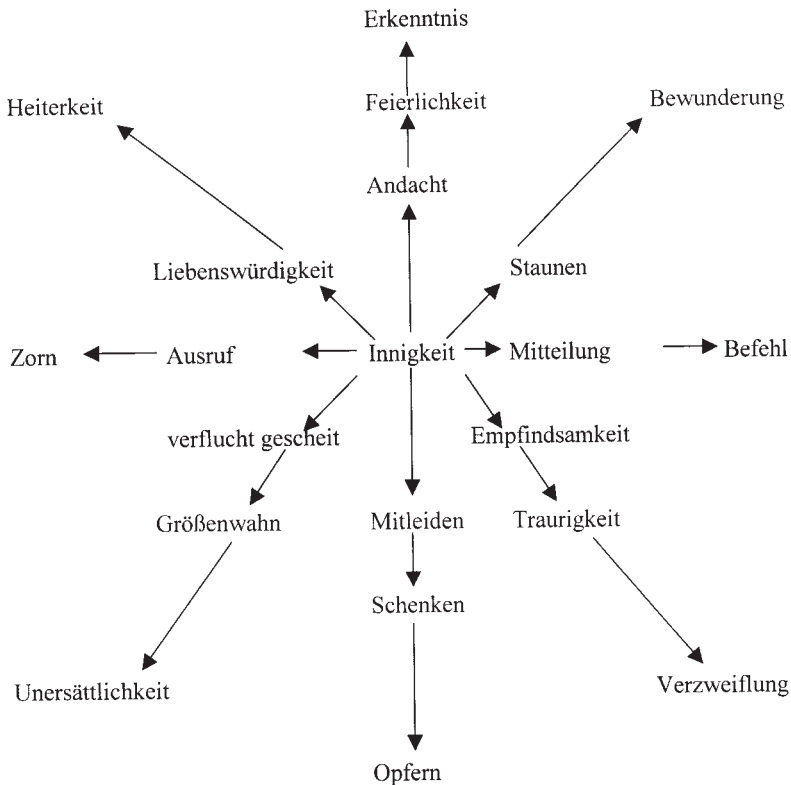 Erkenntnis
Heiterkeit
Feierlichkeit
Bewunderung
Andacht
Liebenswürdigkeit
Staunen
Zorn
Ausruf
Innigkeit
Mitteilung
Befehl
verflucht gescheit
Empfindsamkeit
Größenwahn
Mitleiden
Traurigkeit
Schenken
Unersättlichkeit
Verzweiflung
Opfern